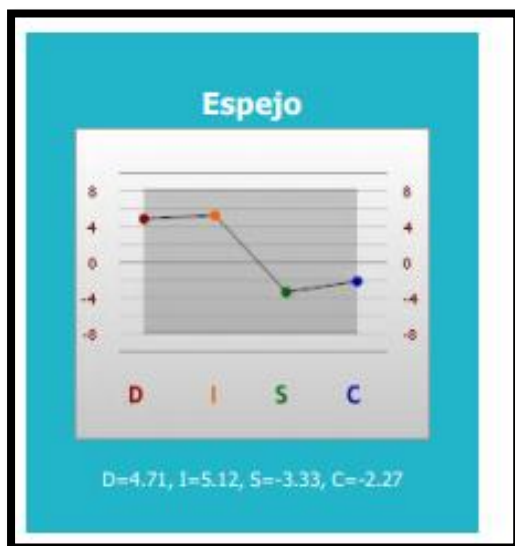 Espejo
8 8
4 4
0 0
-4 -4
-8 -8
D I S C
D=4.71, I=5.12, S=-3.33, C=-2.27